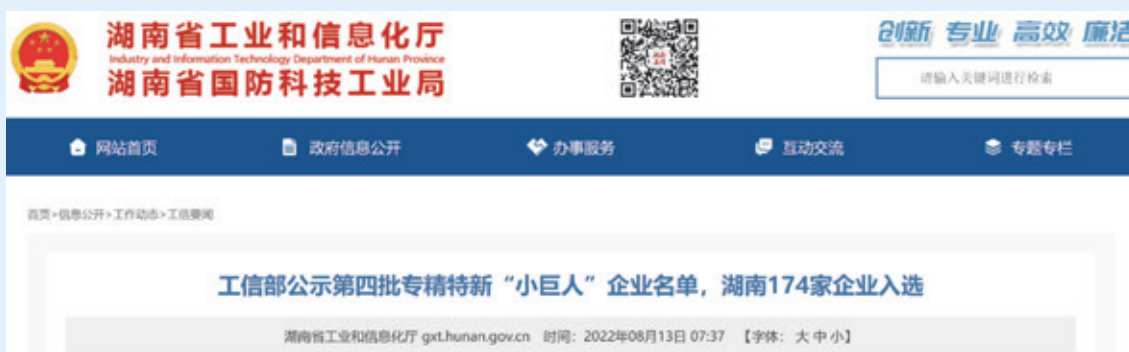 湖南省工业和信息化厅
Industry and Information Technology Department of Hunan Province
湖南省国防科技工业局
创新 专业 高效 廉洁
请输入关键词进行检索
网站首页 政府信息公开 办事服务 互动交流 专题专栏
首页>信息公开>工作动态>工信要闻
工信部公示第四批专精特新“小巨人”企业名单，湖南174家企业入选
湖南省工业和信息化厅 gxt.hunan.gov.cn 时间：2022年08月13日 07:37 【字体：大 中 小】